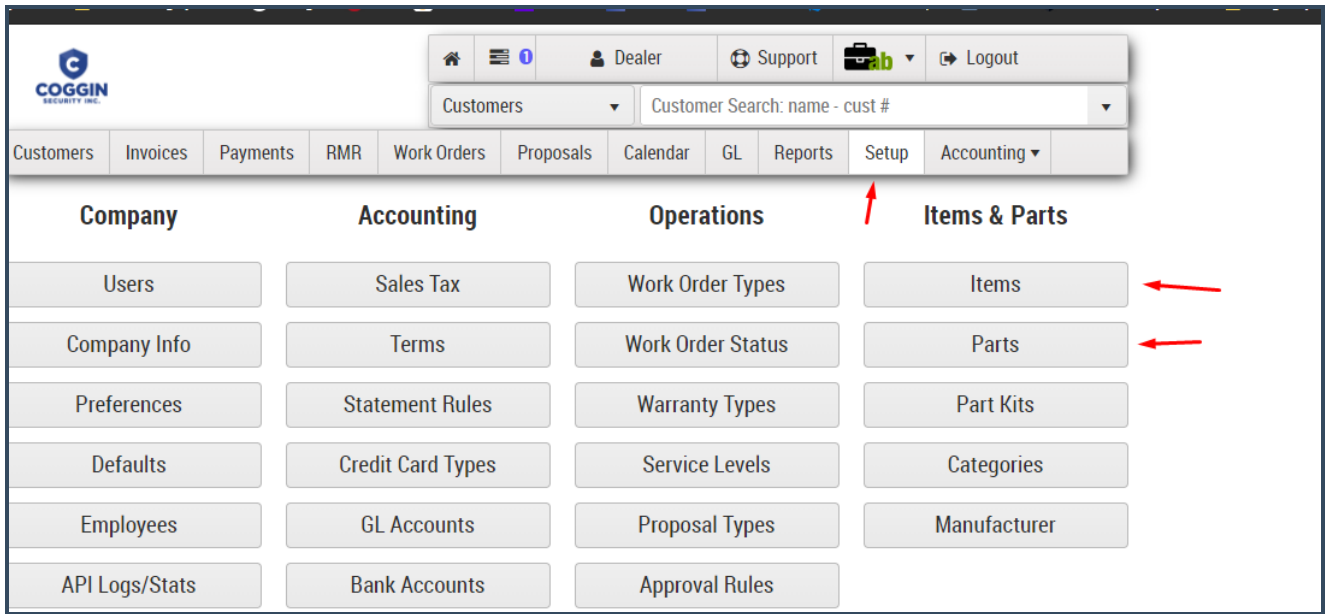 COGGIN
SECURITY INC.
1 Dealer Support ab Logout
Customers Customer Search: name - cust #
Customers Invoices Payments RMR Work Orders Proposals Calendar GL Reports Setup Accounting
Company Accounting Operations Items & Parts
Users Sales Tax Work Order Types Items
Company Info Terms Work Order Status Parts
Preferences Statement Rules Warranty Types Part Kits
Defaults Credit Card Types Service Levels Categories
Employees GL Accounts Proposal Types Manufacturer
API Logs/Stats Bank Accounts Approval Rules